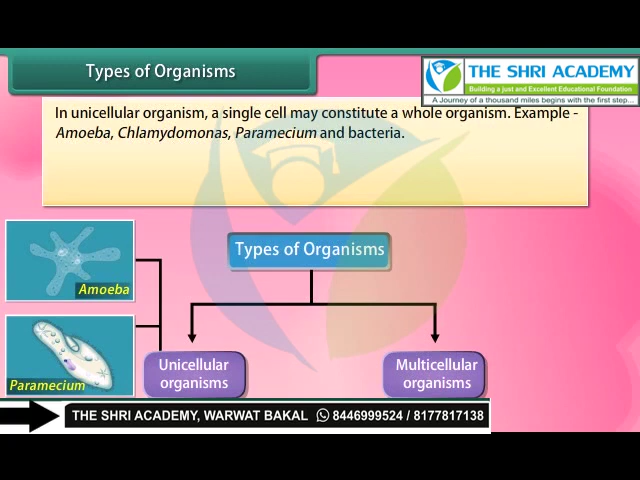 Types of Organisms
THE SHRI ACADEMY
Building a just and Excellent Educational Foundation
A Journey of a thousand miles begins with the first step...
In unicellular organism, a single cell may constitute a whole organism. Example -
Amoeba, Chlamydomonas, Paramecium and bacteria.
Types of Organisms
Amoeba
Paramecium
Unicellular
organisms
Multicellular
organisms
THE SHRI ACADEMY, WARWAT BAKAL 8446999524 / 8177817138